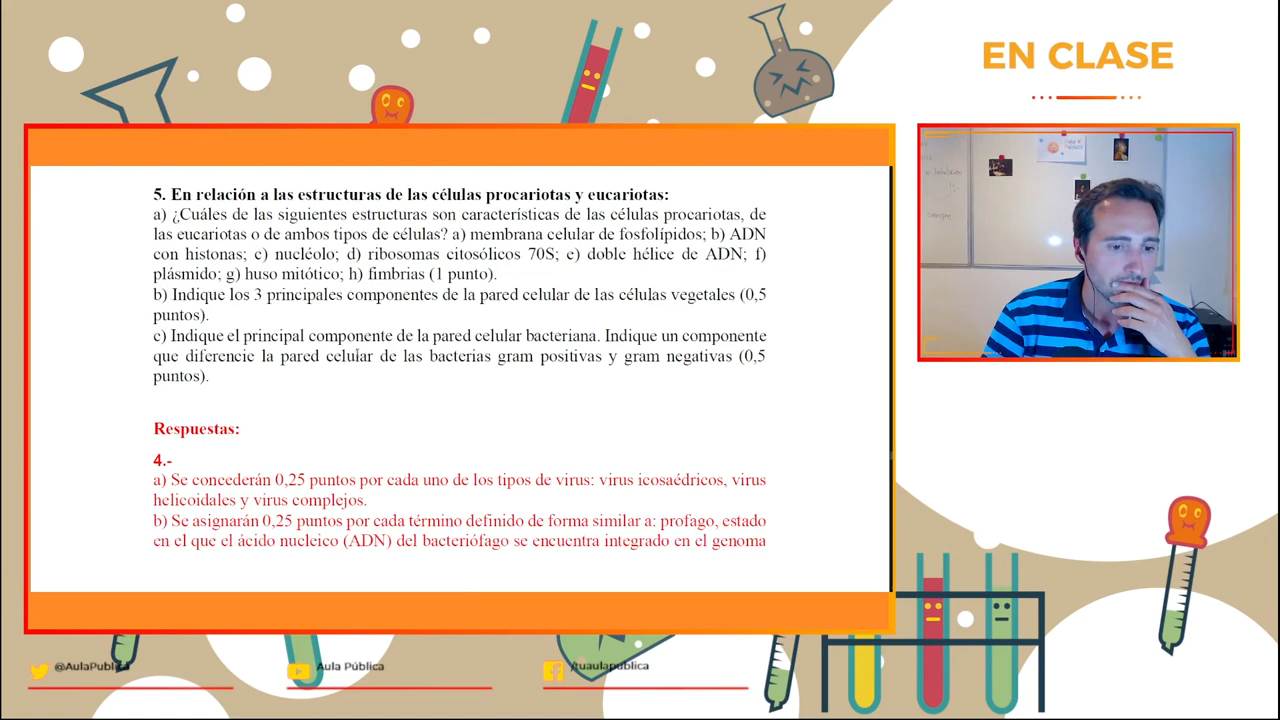 EN CLASE
5. En relación a las estructuras de las células procariotas y eucariotas:
a) ¿Cuáles de las siguientes estructuras son características de las células procariotas, de
las eucariotas o de ambos tipos de células? a) membrana celular de fosfolípidos; b) ADN
con histonas; c) nucléolo; d) ribosomas citosólicos 70S; e) doble hélice de ADN; f)
plásmido; g) huso mitótico; h) fimbrias (1 punto).
b) Indique los 3 principales componentes de la pared celular de las células vegetales (0,5
puntos).
c) Indique el principal componente de la pared celular bacteriana. Indique un componente
que diferencie la pared celular de las bacterias gram positivas y gram negativas (0,5
puntos).
Respuestas:
4.-
a) Se concederán 0,25 puntos por cada uno de los tipos de virus: virus icosaédricos, virus
helicoidales y virus complejos.
b) Se asignarán 0,25 puntos por cada término definido de forma similar a: profago, estado
en el que el ácido nucleico (ADN) del bacteriófago se encuentra integrado en el genoma
@AulaPublica
Aula Pública
/tuaulapublica